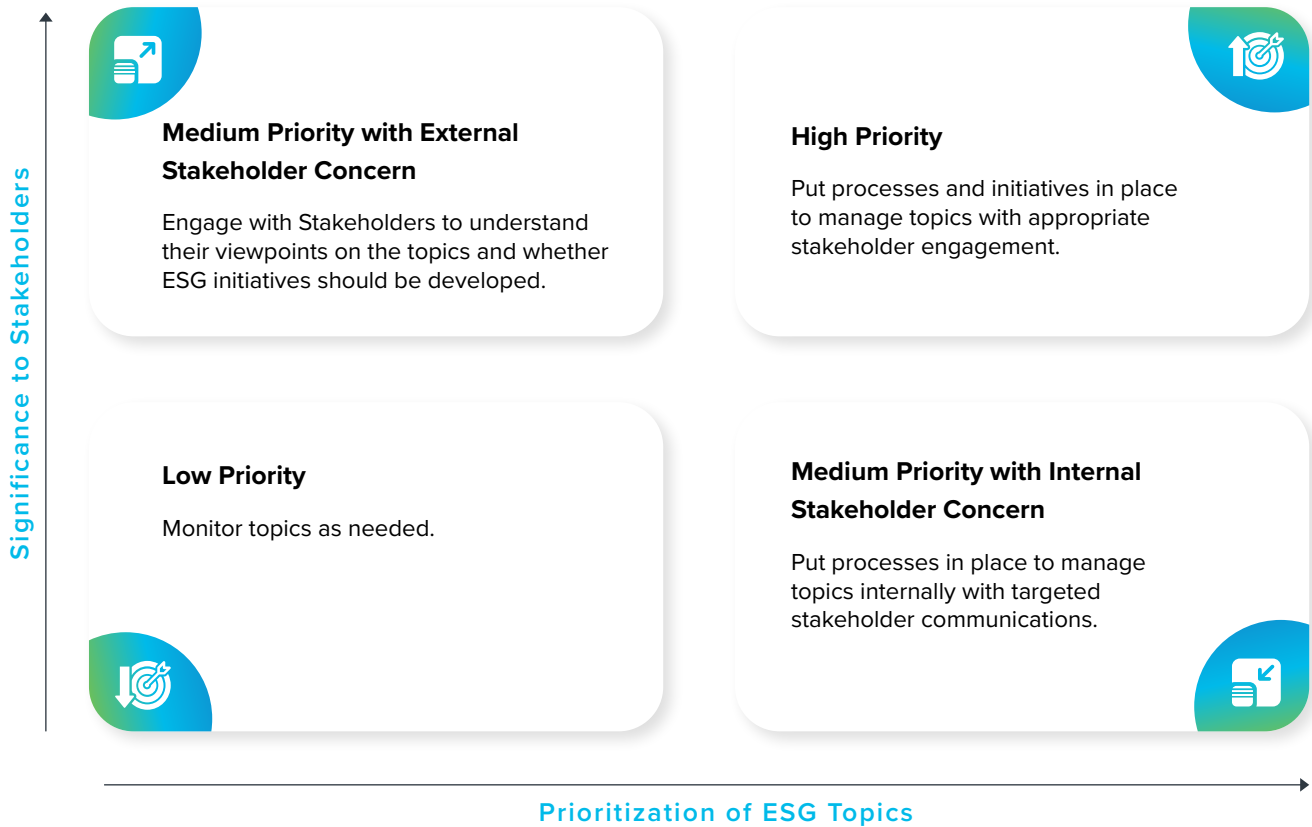 Significance to Stakeholders
Medium Priority with External
Stakeholder Concern
Engage with Stakeholders to understand
their viewpoints on the topics and whether
ESG initiatives should be developed.
High Priority
Put processes and initiatives in place
to manage topics with appropriate
stakeholder engagement.
Low Priority
Monitor topics as needed.
Medium Priority with Internal
Stakeholder Concern
Put processes in place to manage
topics internally with targeted
stakeholder communications.
Prioritization of ESG Topics